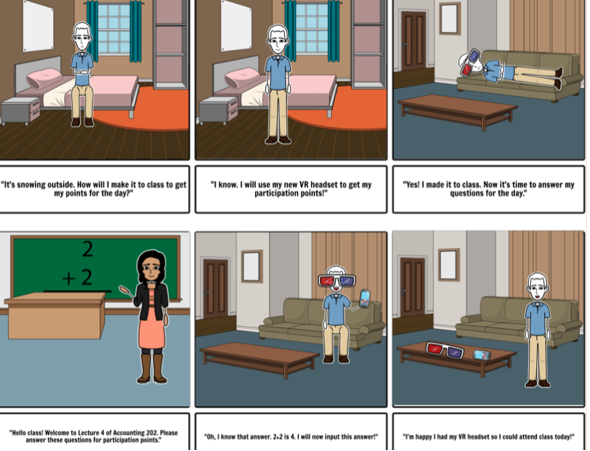 "It's snowing outside. How will I make it to class to get
my points for the day?"
"I know. I will use my new VR headset to get my
participation points!"
"Yes! I made it to class. Now it's time to answer my
questions for the day."
2
+ 2
"Hello class! Welcome to Lecture 4 of Accounting 202. Please
answer these questions for participation points."
"Oh, I know that answer. 2+2 is 4. I will now input this answer!"
"I'm happy I had my VR headset so I could attend class today!"